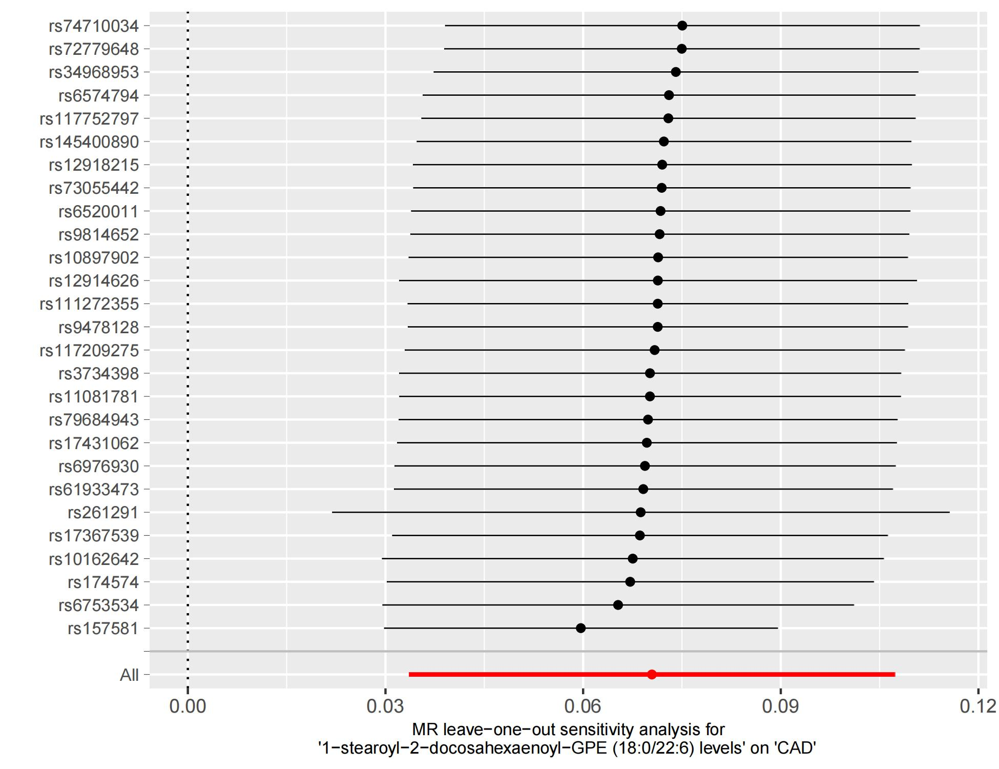 rs74710034
rs72779648
rs34968953
rs6574794
rs117752797
rs145400890
rs12918215
rs73055442
rs6520011
rs9814652
rs10897902
rs12914626
rs111272355
rs9478128
rs117209275
rs3734398
rs11081781
rs79684943
rs17431062
rs6976930
rs61933473
rs261291
rs17367539
rs10162642
rs174574
rs6753534
rs157581
All
0.00 0.03 0.06 0.09 0.12
MR leave−one−out sensitivity analysis for
'1−stearoyl−2−docosahexaenoyl−GPE (18:0/22:6) levels' on 'CAD'